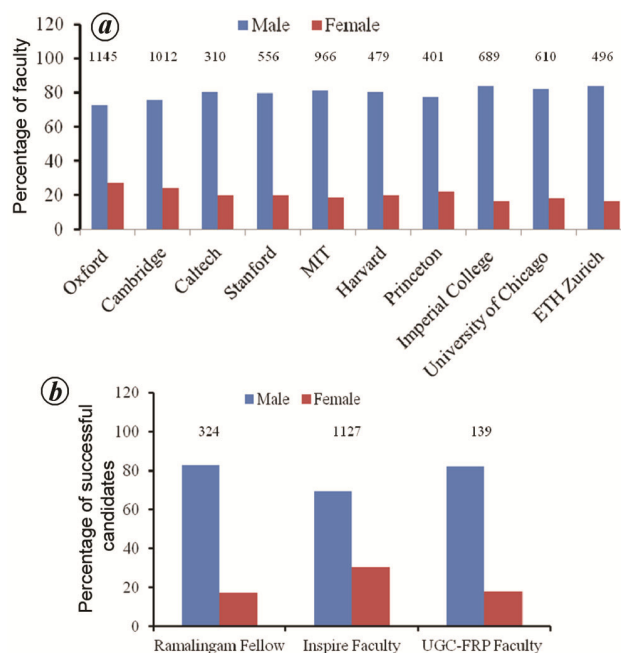 a
Male Female
120
100
80
60
40
20
0
Percentage of faculty
1145 1012 310 556 966 479 401 689 610 496
Oxford
Cambridge
Caltech
Stanford
MIT
Harvard
Princeton
Imperial College
University of Chicago
ETH Zurich
b
Male Female
120
100
80
60
40
20
0
Percentage of successful
candidates
324 1127 139
Ramalingam Fellow Inspire Faculty UGC-FRP Faculty